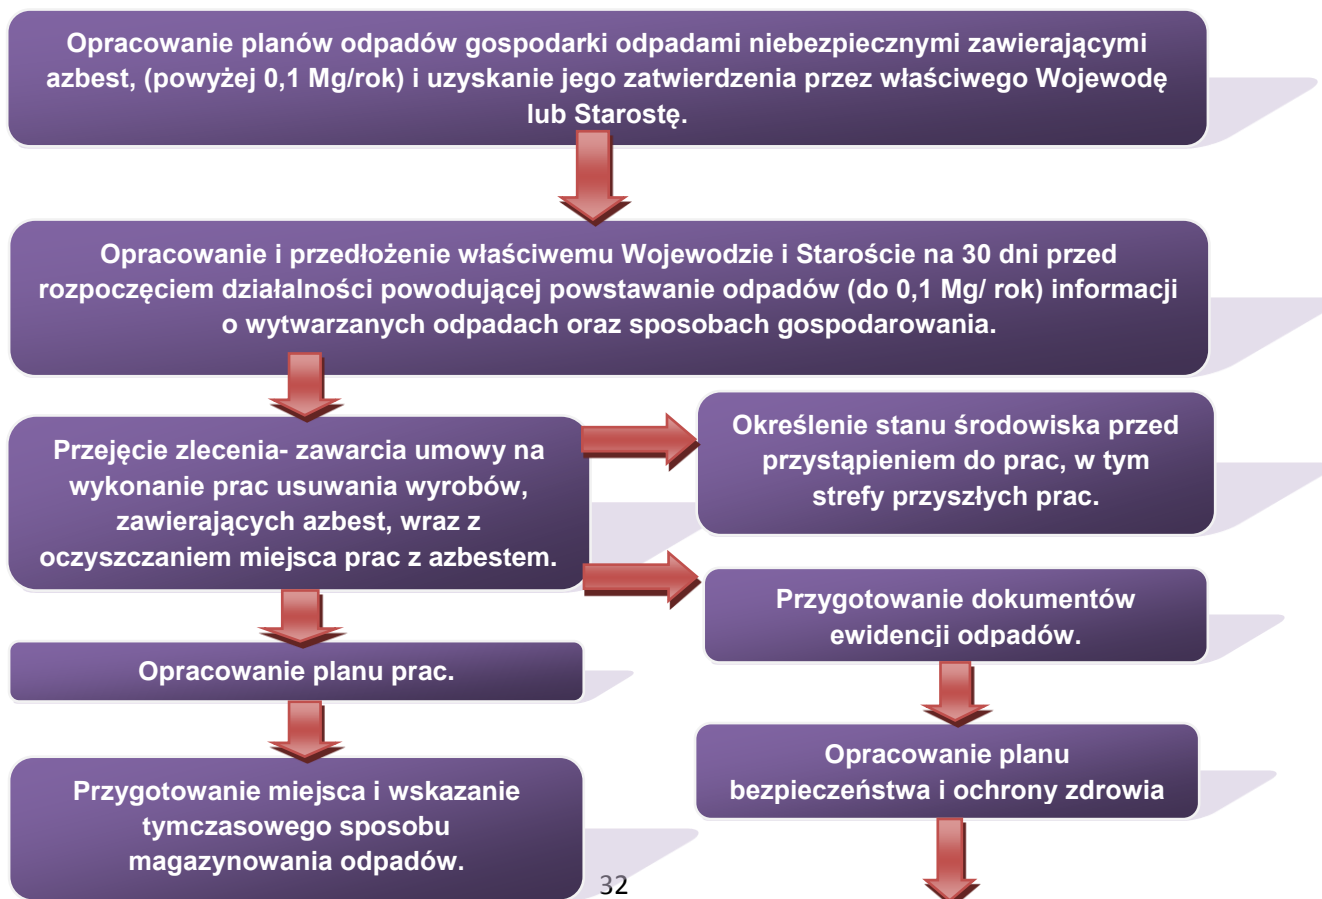 Opracowanie planów odpadów gospodarki odpadami niebezpiecznymi zawierającymi
azbest, (powyżej 0,1 Mg/rok) i uzyskanie jego zatwierdzenia przez właściwego Wojewodę
lub Starostę.
Opracowanie i przedłożenie właściwemu Wojewodzie i Staroście na 30 dni przed
rozpoczęciem działalności powodującej powstawanie odpadów (do 0,1 Mg/ rok) informacji
o wytwarzanych odpadach oraz sposobach gospodarowania.
Przejęcie zlecenia- zawarcia umowy na
wykonanie prac usuwania wyrobów,
zawierających azbest, wraz z
oczyszczaniem miejsca prac z azbestem.
Określenie stanu środowiska przed
przystąpieniem do prac, w tym
strefy przyszłych prac.
Przygotowanie dokumentów
ewidencji odpadów.
Opracowanie planu prac.
Opracowanie planu
bezpieczeństwa i ochrony zdrowia
Przygotowanie miejsca i wskazanie
tymczasowego sposobu
magazynowania odpadów.
32